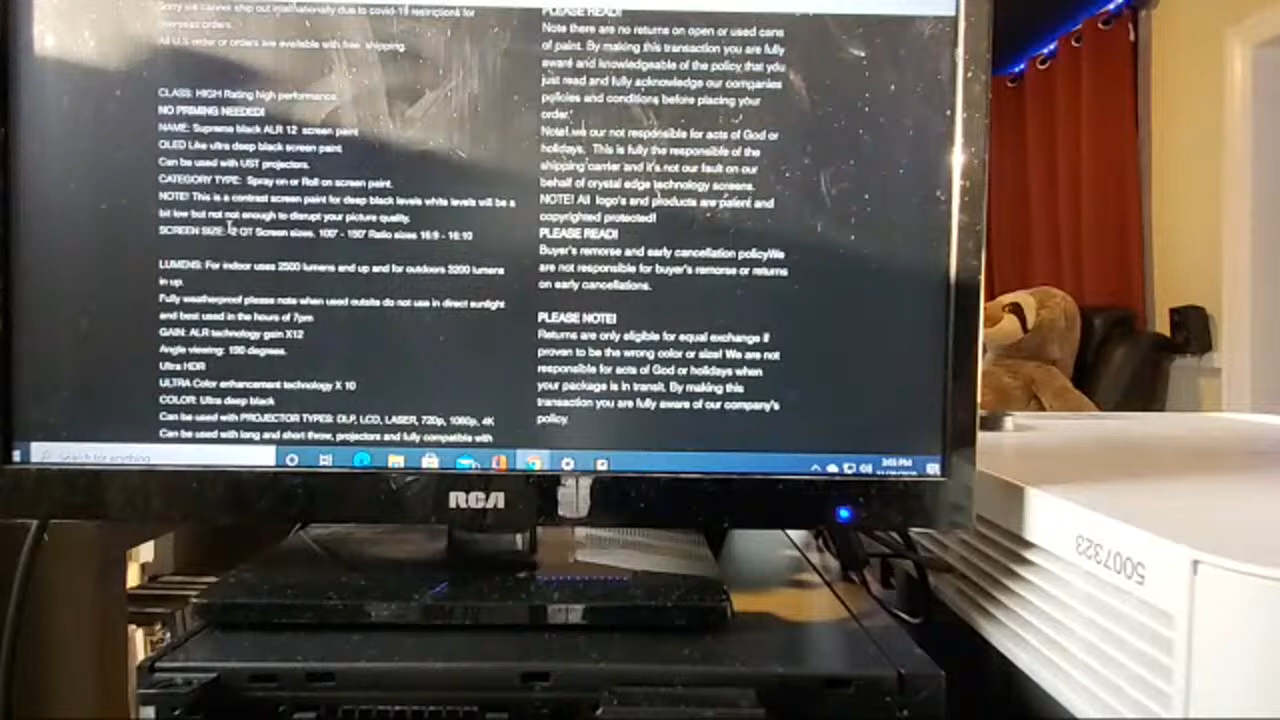 Sorry we cannot ship out internationally due to covid-19 restrictions for
overseas orders.
All U.S order or orders are available with free shipping.
CLASS: HIGH Rating high performance.
NO PRIMING NEEDED!
NAME: Supreme black ALR 12 screen paint
OLED Like ultra deep black screen paint
Can be used with UST projectors.
CATEGORY TYPE: Spray on or Roll on screen paint.
NOTE! This is a contrast screen paint for deep black levels white levels will be a
bit low but not not enough to disrupt your picture quality.
SCREEN SIZE: 2 QT Screen sizes. 100" - 150" Ratio sizes 16:9 - 16:10
LUMENS: For indoor uses 2500 lumens and up and for outdoors 3200 lumens
in up.
Fully weatherproof please note when used outsite do not use in direct sunlight
and best used in the hours of 7pm
GAIN: ALR technology gain X12
Angle viewing: 190 degrees.
Ultra HDR
ULTRA Color enhancement technology X 10
COLOR: Ultra deep black
Can be used with PROJECTOR TYPES: DLP, LCD, LASER, 720p, 1080p, 4K
Can be used with long and short throw, projectors and fully compatible with
PLEASE READ!
Note there are no returns on open or used cans
of paint. By making this transaction you are fully
aware and knowledgeable of the policy that you
just read and fully acknowledge our companies
policies and conditions before placing your
order.
Note! we our not responsible for acts of God or
holidays. This is fully the responsible of the
shipping carrier and it's not our fault on our
behalf of crystal edge technology screens.
NOTE! All logo's and products are patent and
copyrighted protected!
PLEASE READ!
Buyer's remorse and early cancellation policyWe
are not responsible for buyer's remorse or returns
on early cancellations.
PLEASE NOTE!
Returns are only eligible for equal exchange if
proven to be the wrong color or size! We are not
responsible for acts of God or holidays when
your package is in transit. By making this
transaction you are fully aware of our company's
policy.
Search for anything
3:05 PM
RCA
5007323